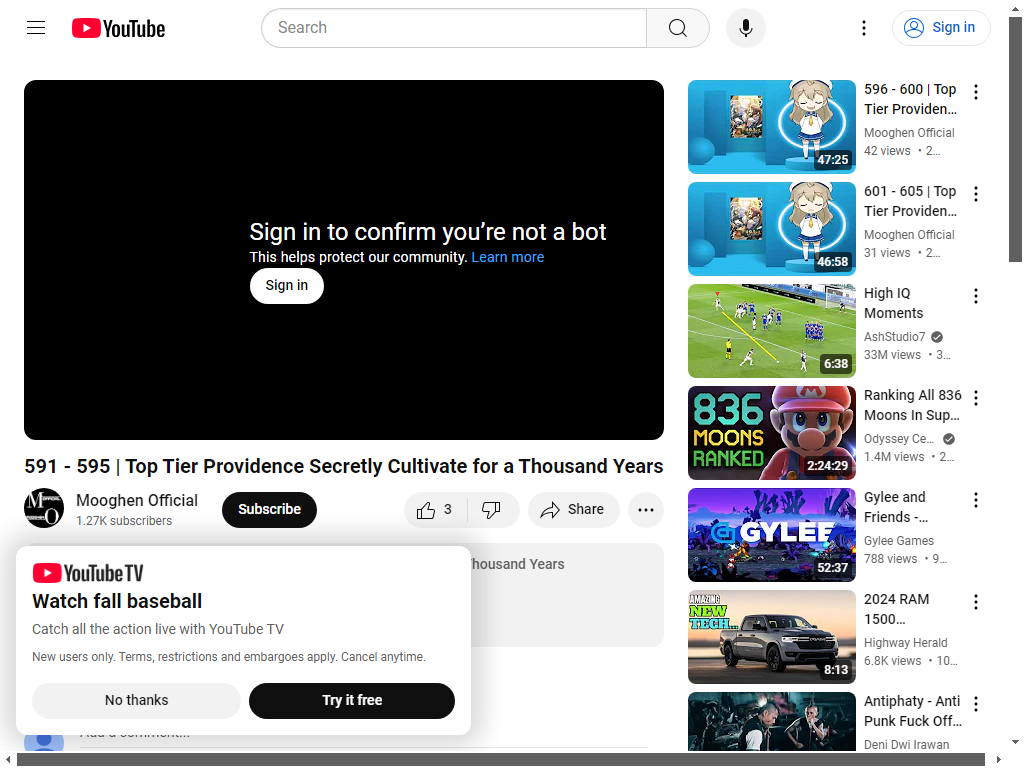 YouTube
Search
Sign in
Sign in to confirm you're not a bot
This helps protect our community. Learn more
Sign in
591 - 595 | Top Tier Providence Secretly Cultivate for a Thousand Years
Mooghen Official
1.27K subscribers
Subscribe
3
Share
Thousand Years
YouTube TV
Watch fall baseball
Catch all the action live with YouTube TV
New users only. Terms, restrictions and embargoes apply. Cancel anytime.
No thanks
Try it free
Add a comment...
47:25
596 - 600 | Top
Tier Providen...
Mooghen Official
42 views • 2...
46:58
601 - 605 | Top
Tier Providen...
Mooghen Official
31 views • 2...
6:38
High IQ
Moments
AshStudio7
33M views • 3...
836
MOONS
RANKED
2:24:29
Ranking All 836
Moons In Sup...
Odyssey Ce...
1.4M views • 2...
GYLEE
52:37
Gylee and
Friends -...
Gylee Games
788 views • 9...
AMAZING
NEW
TECH...
8:13
2024 RAM
1500...
Highway Herald
6.8K views • 10...
Antiphaty - Anti
Punk Fuck Off...
Deni Dwi Irawan